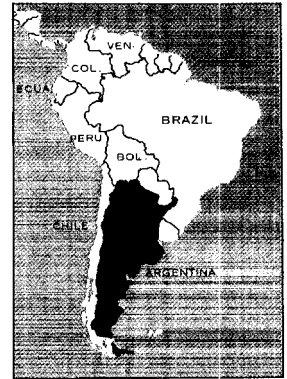 VEN.
COL.
ECUA.
BRAZIL
PERU
BOL.
CHILE
ARGENTINA